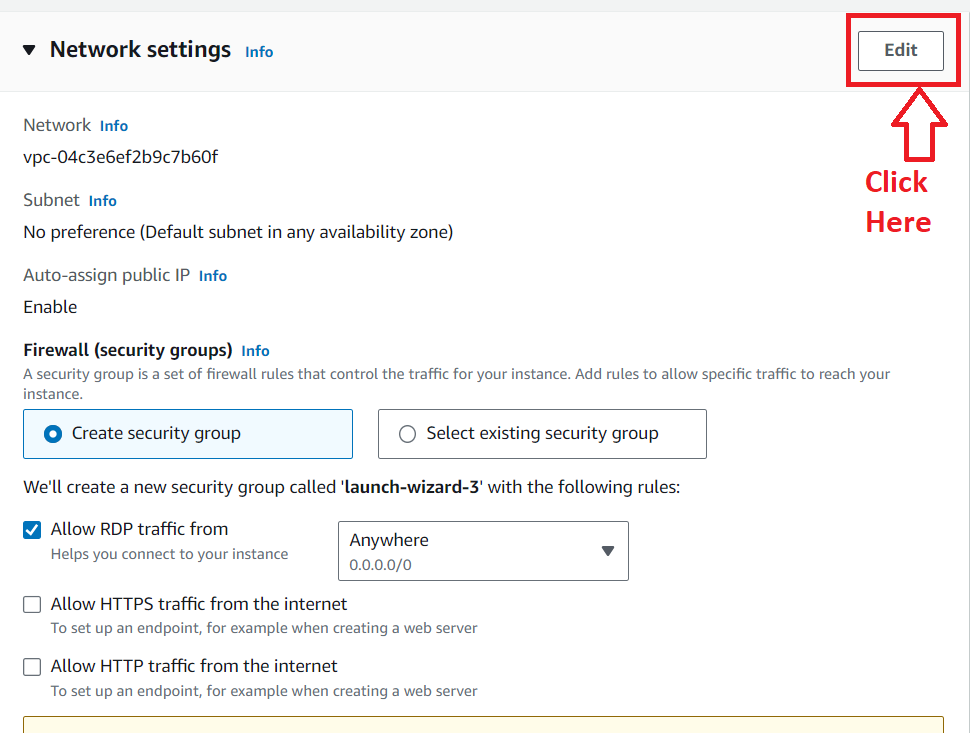 Network settings Info
Edit
Click
Here
Network Info
vpc-04c3e6ef2b9c7b60f
Subnet Info
No preference (Default subnet in any availability zone)
Auto-assign public IP Info
Enable
Firewall (security groups) Info
A security group is a set of firewall rules that control the traffic for your instance. Add rules to allow specific traffic to reach your
instance.
Create security group
Select existing security group
We'll create a new security group called 'launch-wizard-3' with the following rules:
Allow RDP traffic from
Helps you connect to your instance
Anywhere
0.0.0.0/0
Allow HTTPS traffic from the internet
To set up an endpoint, for example when creating a web server
Allow HTTP traffic from the internet
To set up an endpoint, for example when creating a web server